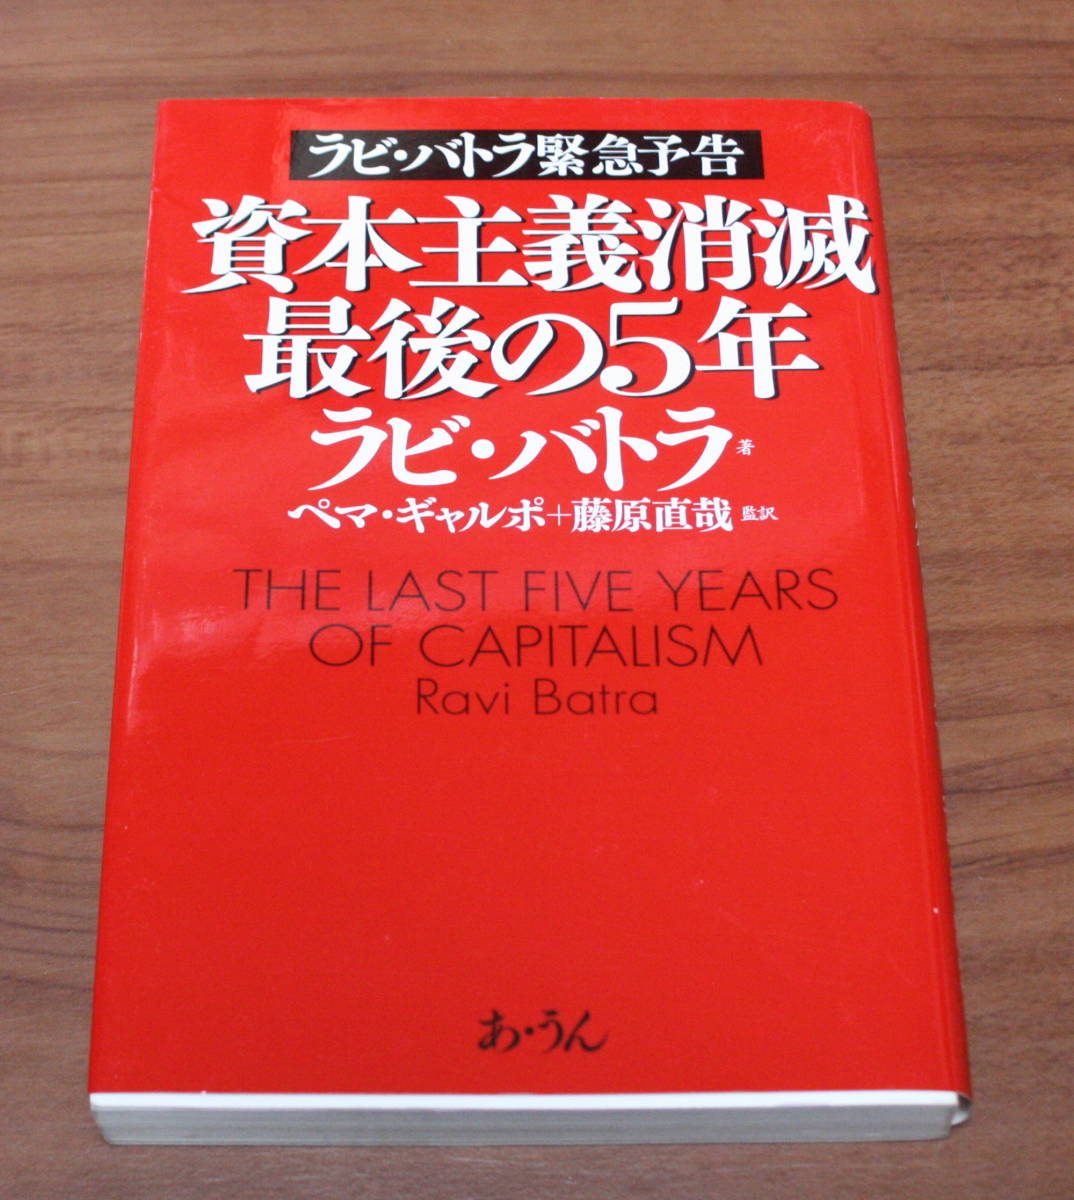 ラビ・バトラ緊急予告
資本主義消滅
最後の5年
ラビ・バトラ 著
ペマ・ギャルポ+藤原直哉 監訳
THE LAST FIVE YEARS
OF CAPITALISM
Ravi Batra
あ・うん